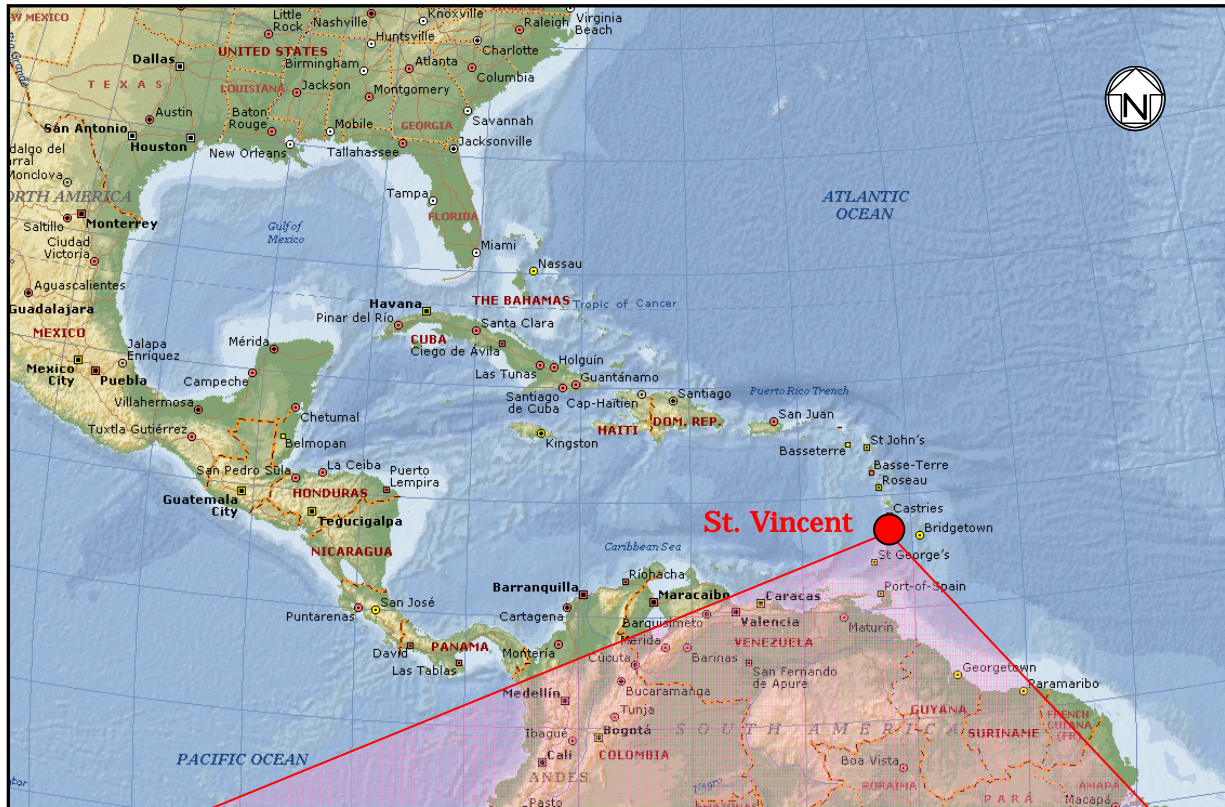 W MEXICO
Little
Rock
Nashville
Knoxville
Raleigh
Virginia
Beach
Huntsville
Charlotte
UNITED STATES
Dallas
Birmingham
Atlanta
Columbia
TEXAS
LOUISIANA
Jackson
Montgomery
Austin
Baton
Rouge
Mobile
GEORGIA
Savannah
San Antonio
Houston
New Orleans
Tallahassee
Jacksonville
N
Monclova
ORTH AMERICA
Tampa
ATLANTIC
OCEAN
Monterrey
Saltillo
FLORIDA
Gulf of
Mexico
Ciudad
Victoria
Miami
Nassau
Aguascalientes
THE BAHAMAS
Tropic of Cancer
Havana
Guadalajara
Pinar del Río
Santa Clara
MEXICO
CUBA
Ciego de Ávila
Jalapa
Enríquez
Mérida
Mexico
City
Puebla
Campeche
Las Tunas
Holguín
Guantánamo
Villahermosa
Santiago
de Cuba
Cap-Haïtien
Santiago
Puerto Rico Trench
Chetumal
San Juan
Tuxtla Gutiérrez
HAITI
DOM. REP.
Belmopan
Kingston
Basseterre
St John's
San Pedro Sula
La Ceiba
Puerto
Lempira
Basse-Terre
Roseau
Guatemala
City
HONDURAS
Tegucigalpa
Castries
St. Vincent
Bridgetown
NICARAGUA
Caribbean Sea
St George's
Ríohacha
Barranquilla
Maracaibo
Caracas
Port-of-Spain
Puntarenas
San José
Cartagena
Barquisimeto
Valencia
Maturín
David
PANAMA
Montería
Mérida
VENEZUELA
Las Tablas
Cúcuta
Barinas
San Fernando
de Apure
Georgetown
Paramaribo
Medellín
Bucaramanga
Tunja
GUYANA
SOUTH AMERICA
SURINAME
FRENCH
GUIANA
(FR)
Ibagué
Bogotá
PACIFIC OCEAN
Cali
COLOMBIA
Boa Vista
ANDES
RORAIMA
AMAPÁ
Pasto
PARÁ
Macapá